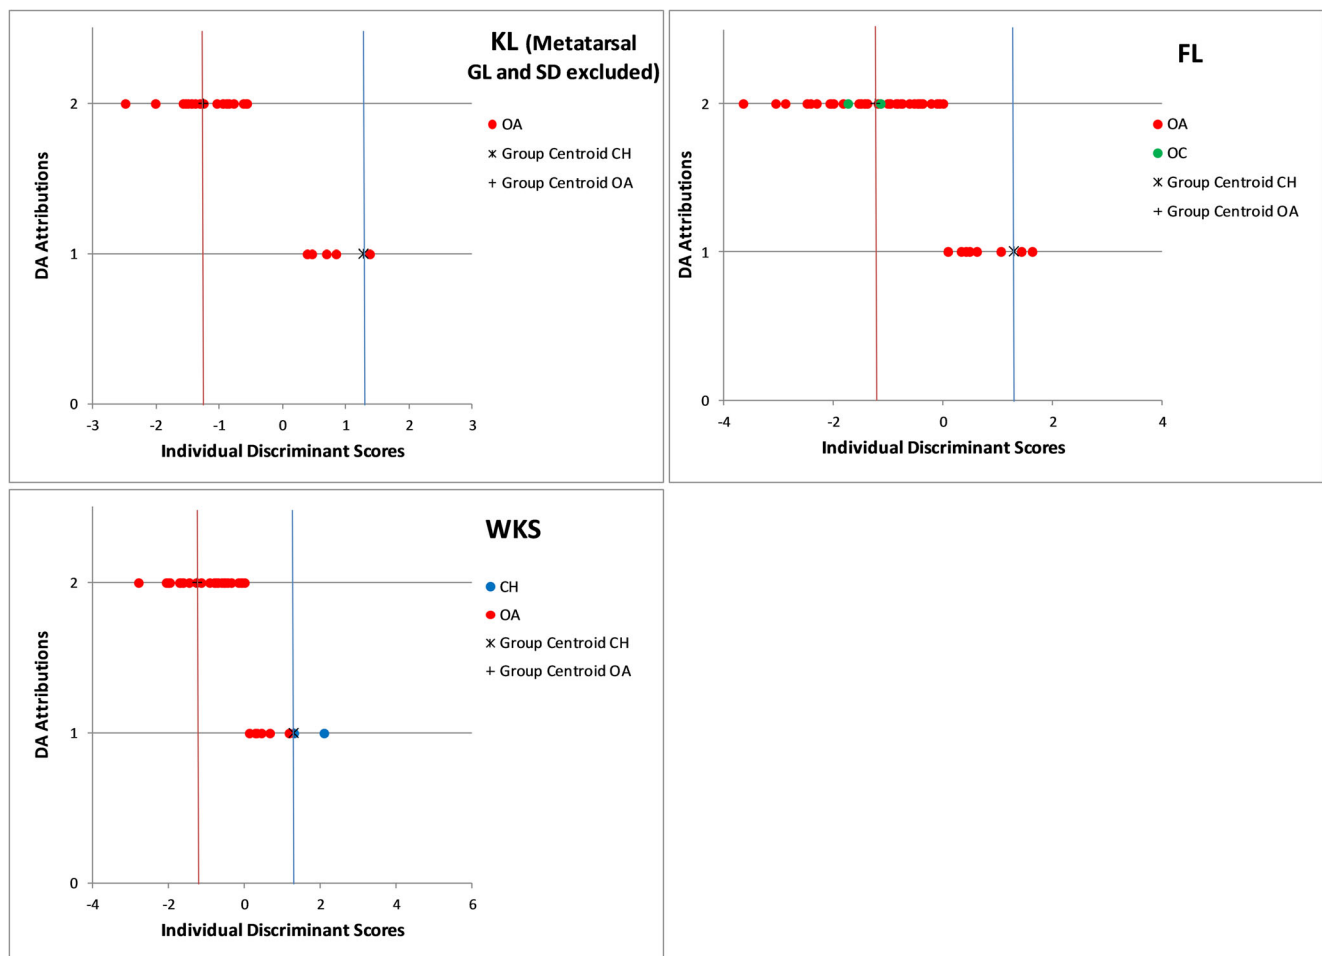 KL (Metatarsal
GL and SD excluded)
OA
Group Centroid CH
Group Centroid OA
DA Attributions
2
1
0
-3
-2
-1
0
1
2
3
Individual Discriminant Scores
FL
OA
OC
Group Centroid CH
Group Centroid OA
DA Attributions
2
1
0
-4
-2
0
2
4
Individual Discriminant Scores
WKS
CH
OA
Group Centroid CH
Group Centroid OA
DA Attributions
2
1
0
-4
-2
0
2
4
6
Individual Discriminant Scores